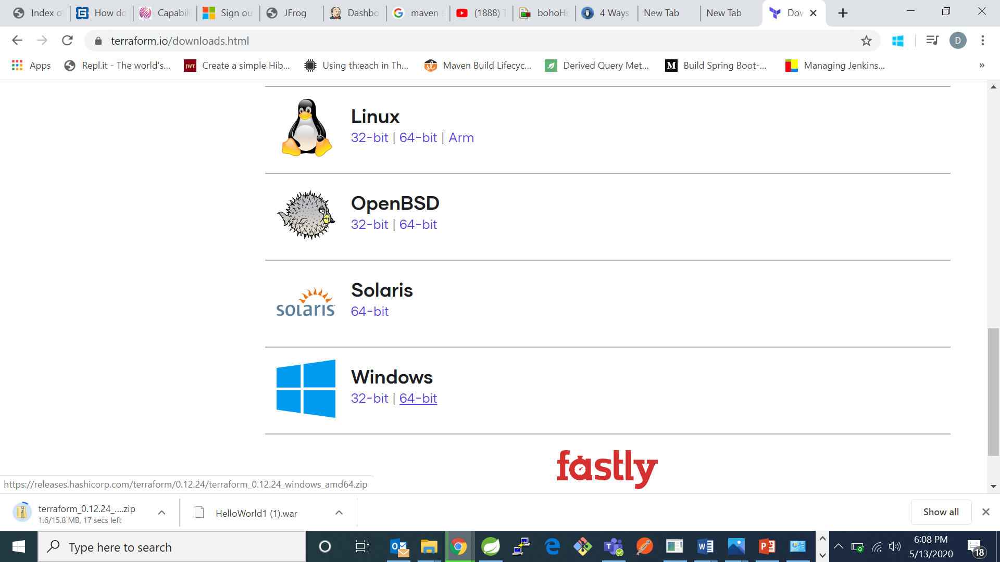 Index o
How do
Capabili
Sign ou
JFrog
Dashbo
maven s
(1888) T
bohoHo
4 Ways
New Tab
New Tab
Dov
terraform.io/downloads.html
D
Apps
Repl.it - The world's...
JWT
Create a simple Hib...
Using th:each in Th...
Maven Build Lifecyc...
Derived Query Met...
M
Build Spring Boot-...
Managing Jenkins...
»
Linux
32-bit | 64-bit | Arm
OpenBSD
32-bit | 64-bit
solaris
Solaris
64-bit
Windows
32-bit | 64-bit
fastly
https://releases.hashicorp.com/terraform/0.12.24/terraform_0.12.24_windows_amd64.zip
terraform_0.12.24_....zip
1.6/15.8 MB, 17 secs left
HelloWorld1 (1).war
Show all
Type here to search
6:08 PM
5/13/2020
18